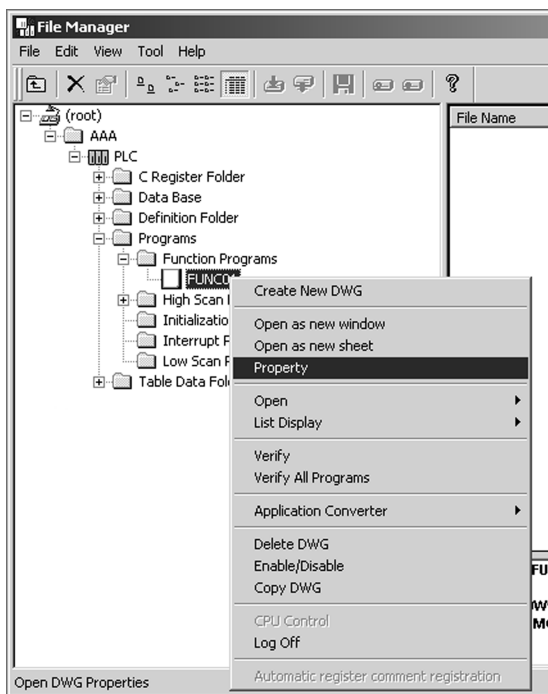 File Manager
File Edit View Tool Help
(root)
File Name
AAA
PLC
C Register Folder
Data Base
Definition Folder
Programs
Function Programs
High Scan
Interrupt
Low Scan
Table Data
Create New DWG
Open as new window
Open as new sheet
Property
Open
List Display
Verify
Verify All Programs
Application Converter
Delete DWG
Enable/Disable
Copy DWG
CPU Control
Log Off
Automatic register comment registration
Open DWG Properties